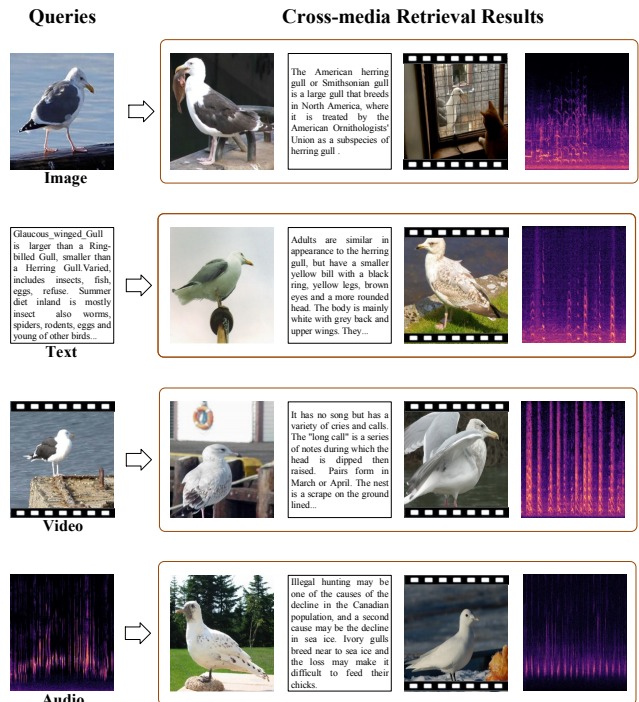 Queries
Cross-media Retrieval Results
Image
The American herring
gull or Smithsonian gull
is a large gull that breeds
in North America, where
it is treated by the
American Ornithologists'
Union as a subspecies of
herring gull .
Glaucous_winged_Gull
is larger than a Ring-
billed Gull, smaller than
a Herring Gull.Varied,
includes insects, fish,
eggs, refuse. Summer
diet inland is mostly
insect also worms,
spiders, rodents, eggs and
young of other birds...
Text
Adults are similar in
appearance to the herring
gull, but have a smaller
yellow bill with a black
ring, yellow legs, brown
eyes and a more rounded
head. The body is mainly
white with grey back and
upper wings. They...
Video
It has no song but has a
variety of cries and calls.
The "long call" is a series
of notes during which the
head is dipped then
raised. Pairs form in
March or April. The nest
is a scrape on the ground
lined...
Audio
Illegal hunting may be
one of the causes of the
decline in the Canadian
population, and a second
cause may be the decline
in sea ice. Ivory gulls
breed near to sea ice and
the loss may make it
difficult to feed their
chicks.